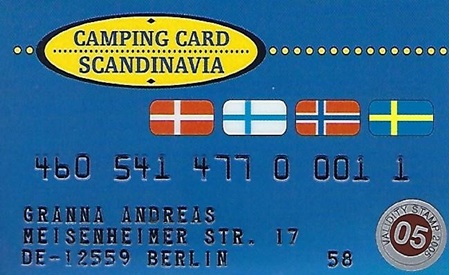 CAMPING CARD
SCANDINAVIA
460 541 477 0 001 1
GRANNA ANDREAS
MEISENHEIMER STR. 17
DE-12559 BERLIN 58
VALIDITY STAMP 2005
05